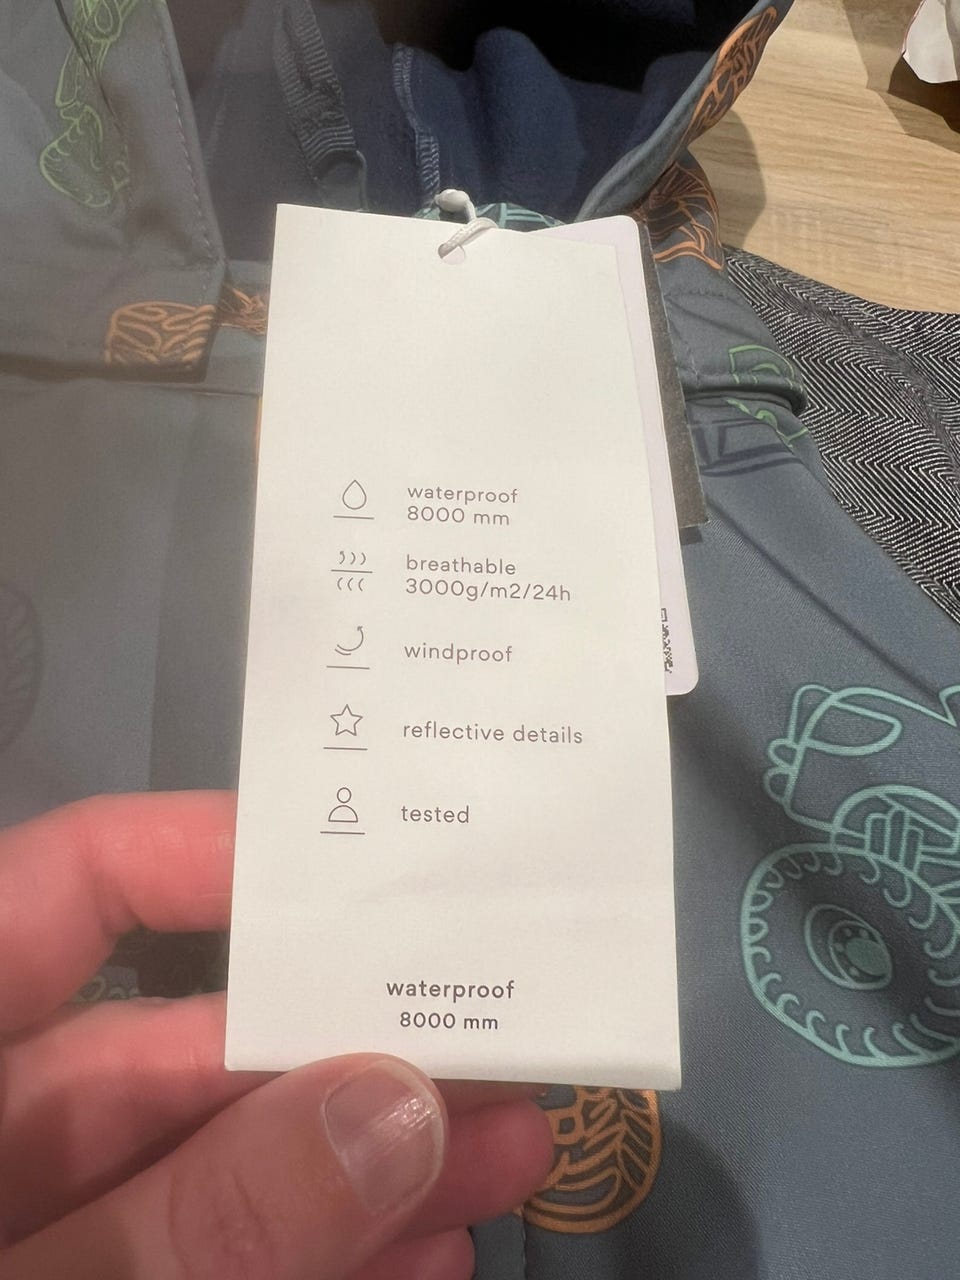 waterproof
8000 mm
breathable
3000g/m2/24h
windproof
reflective details
tested
waterproof
8000 mm